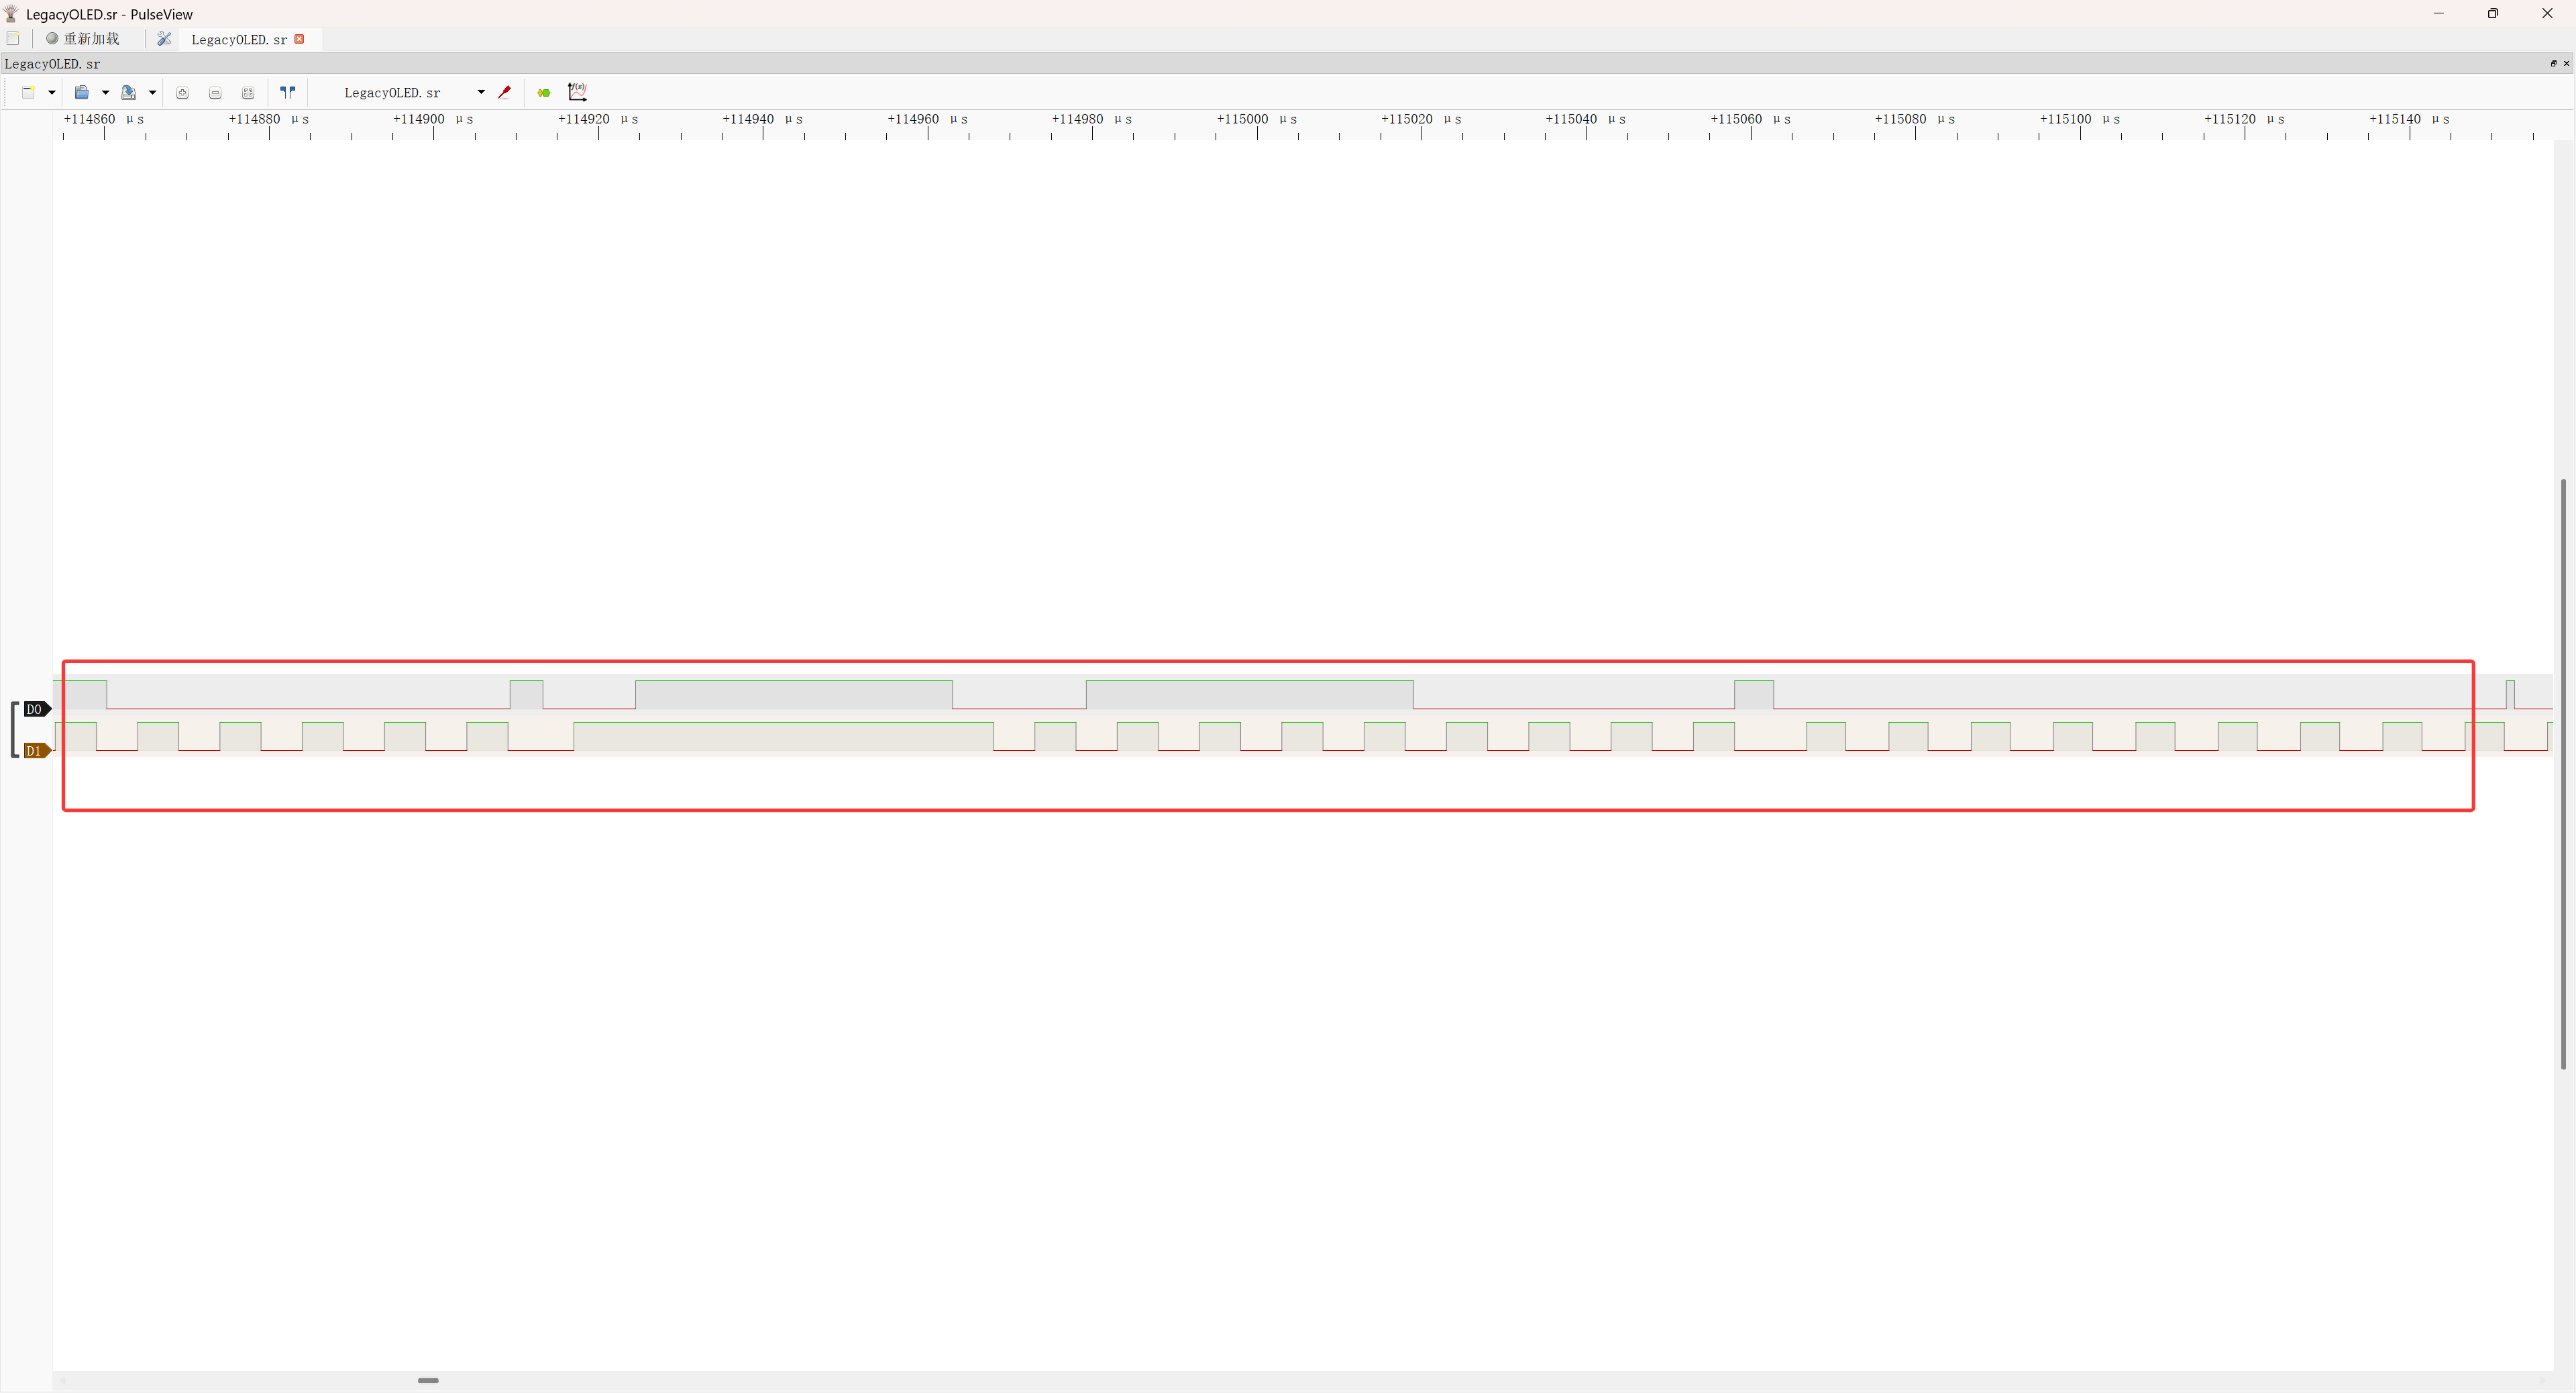 LegacyOLED.sr - PulseView
重新加载 LegacyOLED.sr
LegacyOLED.sr
LegacyOLED.sr f(x)
+114860 μs +114880 μs +114900 μs +114920 μs +114940 μs +114960 μs +114980 μs +115000 μs +115020 μs +115040 μs +115060 μs +115080 μs +115100 μs +115120 μs +115140 μs
D0
D1